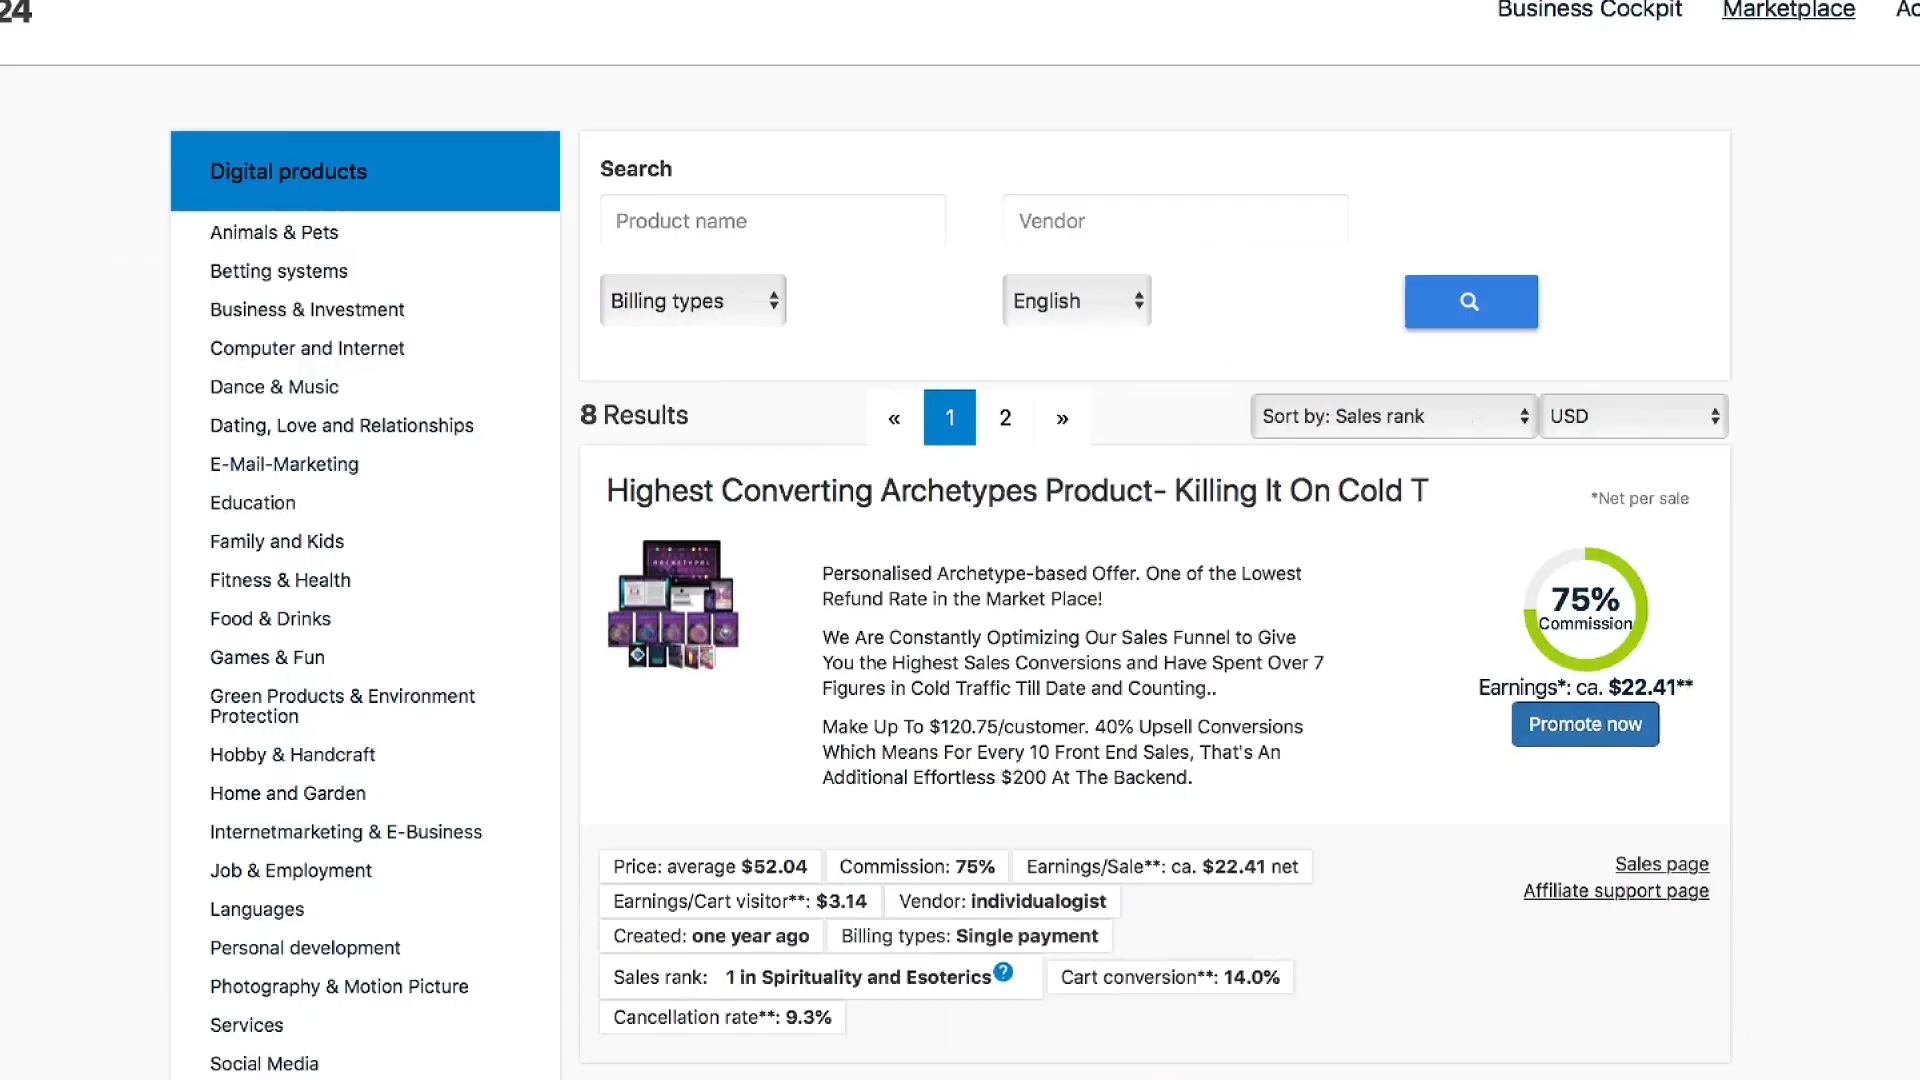 24
Business Cockpit Marketplace Ac
Digital products
Animals & Pets
Betting systems
Business & Investment
Computer and Internet
Dance & Music
Dating, Love and Relationships
E-Mail-Marketing
Education
Family and Kids
Fitness & Health
Food & Drinks
Games & Fun
Green Products & Environment
Protection
Hobby & Handcraft
Home and Garden
Internetmarketing & E-Business
Job & Employment
Languages
Personal development
Photography & Motion Picture
Services
Social Media
Search
Product name Vendor
Billing types English
8 Results « 1 2 » Sort by: Sales rank USD
Highest Converting Archetypes Product- Killing It On Cold T
*Net per sale
ARCHETYPES
Personalised Archetype-based Offer. One of the Lowest
Refund Rate in the Market Place!
We Are Constantly Optimizing Our Sales Funnel to Give
You the Highest Sales Conversions and Have Spent Over 7
Figures in Cold Traffic Till Date and Counting..
Make Up To $120.75/customer. 40% Upsell Conversions
Which Means For Every 10 Front End Sales, That's An
Additional Effortless $200 At The Backend.
75%
Commission
Earnings*: ca. $22.41**
Promote now
Price: average $52.04 Commission: 75% Earnings/Sale**: ca. $22.41 net
Earnings/Cart visitor**: $3.14 Vendor: individualogist
Created: one year ago Billing types: Single payment
Sales rank: 1 in Spirituality and Esoterics ? Cart conversion**: 14.0%
Cancellation rate**: 9.3%
Sales page
Affiliate support page